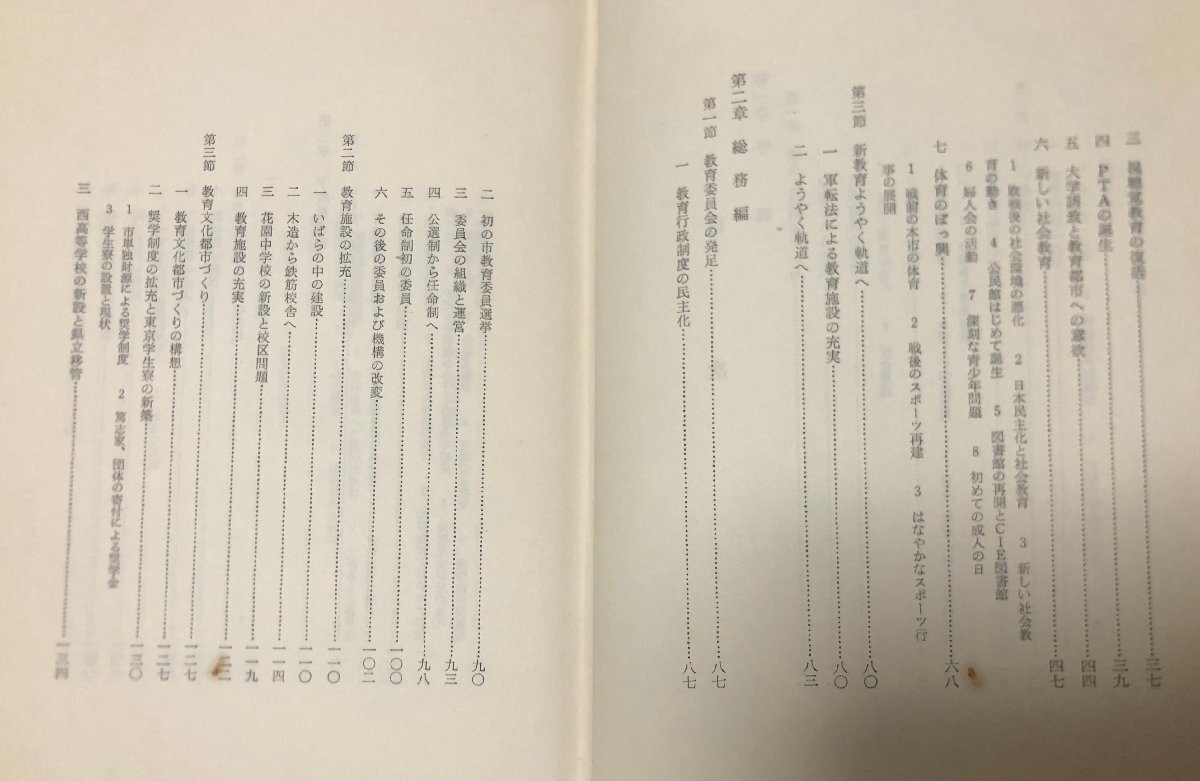 三 視聴覚教育の復活……三七
四 PTAの誕生……三九
五 大学誘致と教育都市への意欲……四四
六 新しい社会教育……四七
1 敗戦後の社会環境の悪化 2 日本民主化と社会教育 3 新しい社会教
育の動き 4 公民館はじめて誕生 5 図書館の再開とCIE図書館
6 婦人会の活動 7 深刻な青少年問題 8 初めての成人の日
七 体育のぼっ興……六八
1 戦前の本市の体育 2 戦後のスポーツ再建 3 はなやかなスポーツ行
事の展開
第三節 新教育ようやく軌道へ……八〇
一 軍転法による教育施設の充実……八〇
二 ようやく軌道へ……八三
第二章 総務編
第一節 教育委員会の発足……八七
一 教育行政制度の民主化……八七
二 初の市教育委員選挙……九〇
三 委員会の組織と運営……九三
四 公選制から任命制へ……九八
五 任命制初の委員……一〇〇
六 その後の委員および機構の改変……一〇二
第二節 教育施設の拡充……一一〇
一 いばらの中の建設……一一〇
二 木造から鉄筋校舎へ……一一四
三 花園中学校の新設と校区問題……一一九
四 教育施設の充実……一二二
第三節 教育文化都市づくり……一二七
一 教育文化都市づくりの構想……一二七
二 奨学制度の拡充と東京学生寮の新築……一三〇
1 市単独財源による奨学制度 2 篤志家、団体の寄付による奨学金
3 学生寮の設置と現状
三 西高等学校の新設と県立移管……一三四